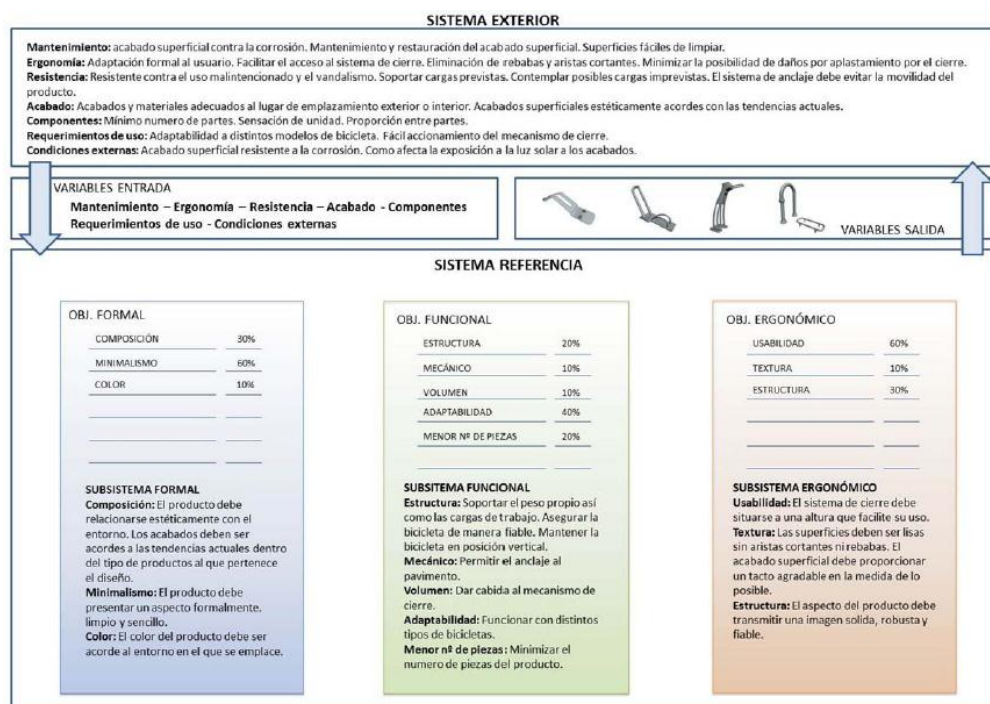 SISTEMA EXTERIOR
Mantenimiento: acabado superficial contra la corrosión. Mantenimiento y restauración del acabado superficial. Superficies fáciles de limpiar.
Ergonomía: Adaptación formal al usuario. Facilitar el acceso al sistema de cierre. Eliminación de rebabas y aristas cortantes. Minimizar la posibilidad de daños por aplastamiento por el cierre.
Resistencia: Resistente contra el uso malintencionado y el vandalismo. Soportar cargas previstas. Contemplar posibles cargas imprevistas. El sistema de anclaje debe evitar la movilidad del
producto.
Acabado: Acabados y materiales adecuados al lugar de emplazamiento exterior o interior. Acabados superficiales estéticamente acordes con las tendencias actuales.
Componentes: Mínimo numero de partes. Sensación de unidad. Proporción entre partes.
Requerimientos de uso: Adaptabilidad a distintos modelos de bicicleta. Fácil accionamiento del mecanismo de cierre.
Condiciones externas: Acabado superficial resistente a la corrosión. Como afecta la exposición a la luz solar a los acabados.
VARIABLES ENTRADA
Mantenimiento – Ergonomía – Resistencia – Acabado - Componentes
Requerimientos de uso - Condiciones externas
VARIABLES SALIDA
SISTEMA REFERENCIA
OBJ. FORMAL
COMPOSICIÓN 30%
MINIMALISMO 60%
COLOR 10%
SUBSISTEMA FORMAL
Composición: El producto debe
relacionarse estéticamente con el
entorno. Los acabados deben ser
acordes a las tendencias actuales dentro
del tipo de productos al que pertenece
el diseño.
Minimalismo: El producto debe
presentar un aspecto formalmente,
limpio y sencillo.
Color: El color del producto debe ser
acorde al entorno en el que se emplace.
OBJ. FUNCIONAL
ESTRUCTURA 20%
MECÁNICO 10%
VOLUMEN 10%
ADAPTABILIDAD 40%
MENOR Nº DE PIEZAS 20%
SUBSITEMA FUNCIONAL
Estructura: Soportar el peso propio así
como las cargas de trabajo. Asegurar la
bicicleta de manera fiable. Mantener la
bicicleta en posición vertical.
Mecánico: Permitir el anclaje al
pavimento.
Volumen: Dar cabida al mecanismo de
cierre.
Adaptabilidad: Funcionar con distintos
tipos de bicicletas.
Menor nº de piezas: Minimizar el
numero de piezas del producto.
OBJ. ERGONÓMICO
USABILIDAD 60%
TEXTURA 10%
ESTRUCTURA 30%
SUBSISTEMA ERGONÓMICO
Usabilidad: El sistema de cierre debe
situarse a una altura que facilite su uso.
Textura: Las superficies deben ser lisas
sin aristas cortantes ni rebabas. El
acabado superficial debe proporcionar
un tacto agradable en la medida de lo
posible.
Estructura: El aspecto del producto debe
transmitir una imagen solida, robusta y
fiable.